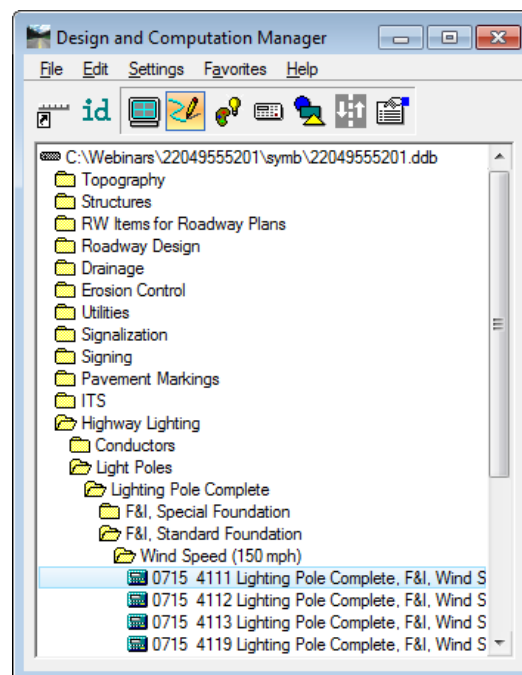 Design and Computation Manager
File Edit Settings Favorites Help
id
C:\Webinars\22049555201\symb\22049555201.ddb
Topography
Structures
RW Items for Roadway Plans
Roadway Design
Drainage
Erosion Control
Utilities
Signalization
Signing
Pavement Markings
ITS
Highway Lighting
Conductors
Light Poles
Lighting Pole Complete
F&I, Special Foundation
F&I, Standard Foundation
Wind Speed (150 mph)
0715 4111 Lighting Pole Complete, F&I, Wind S
0715 4112 Lighting Pole Complete, F&I, Wind S
0715 4113 Lighting Pole Complete, F&I, Wind S
0715 4119 Lighting Pole Complete, F&I, Wind S